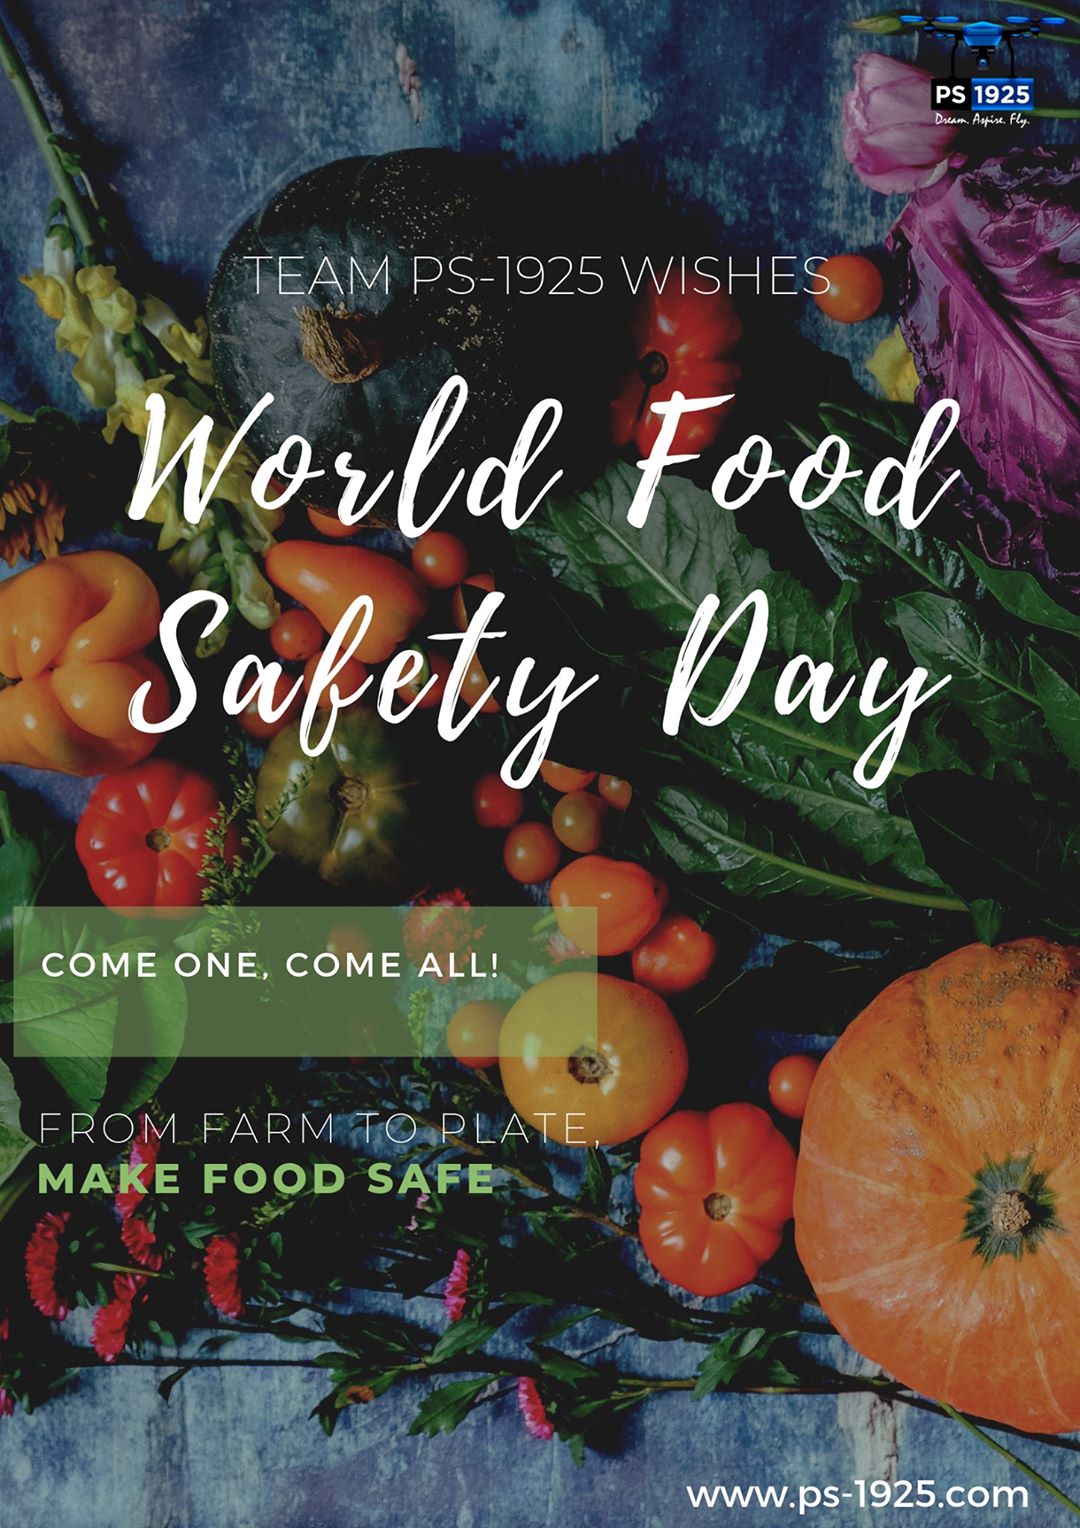 PS 1925
Dream. Aspire. Fly.
TEAM PS-1925 WISHES
World Food
Safety Day
COME ONE, COME ALL!
FROM FARM TO PLATE,
MAKE FOOD SAFE
www.ps-1925.com